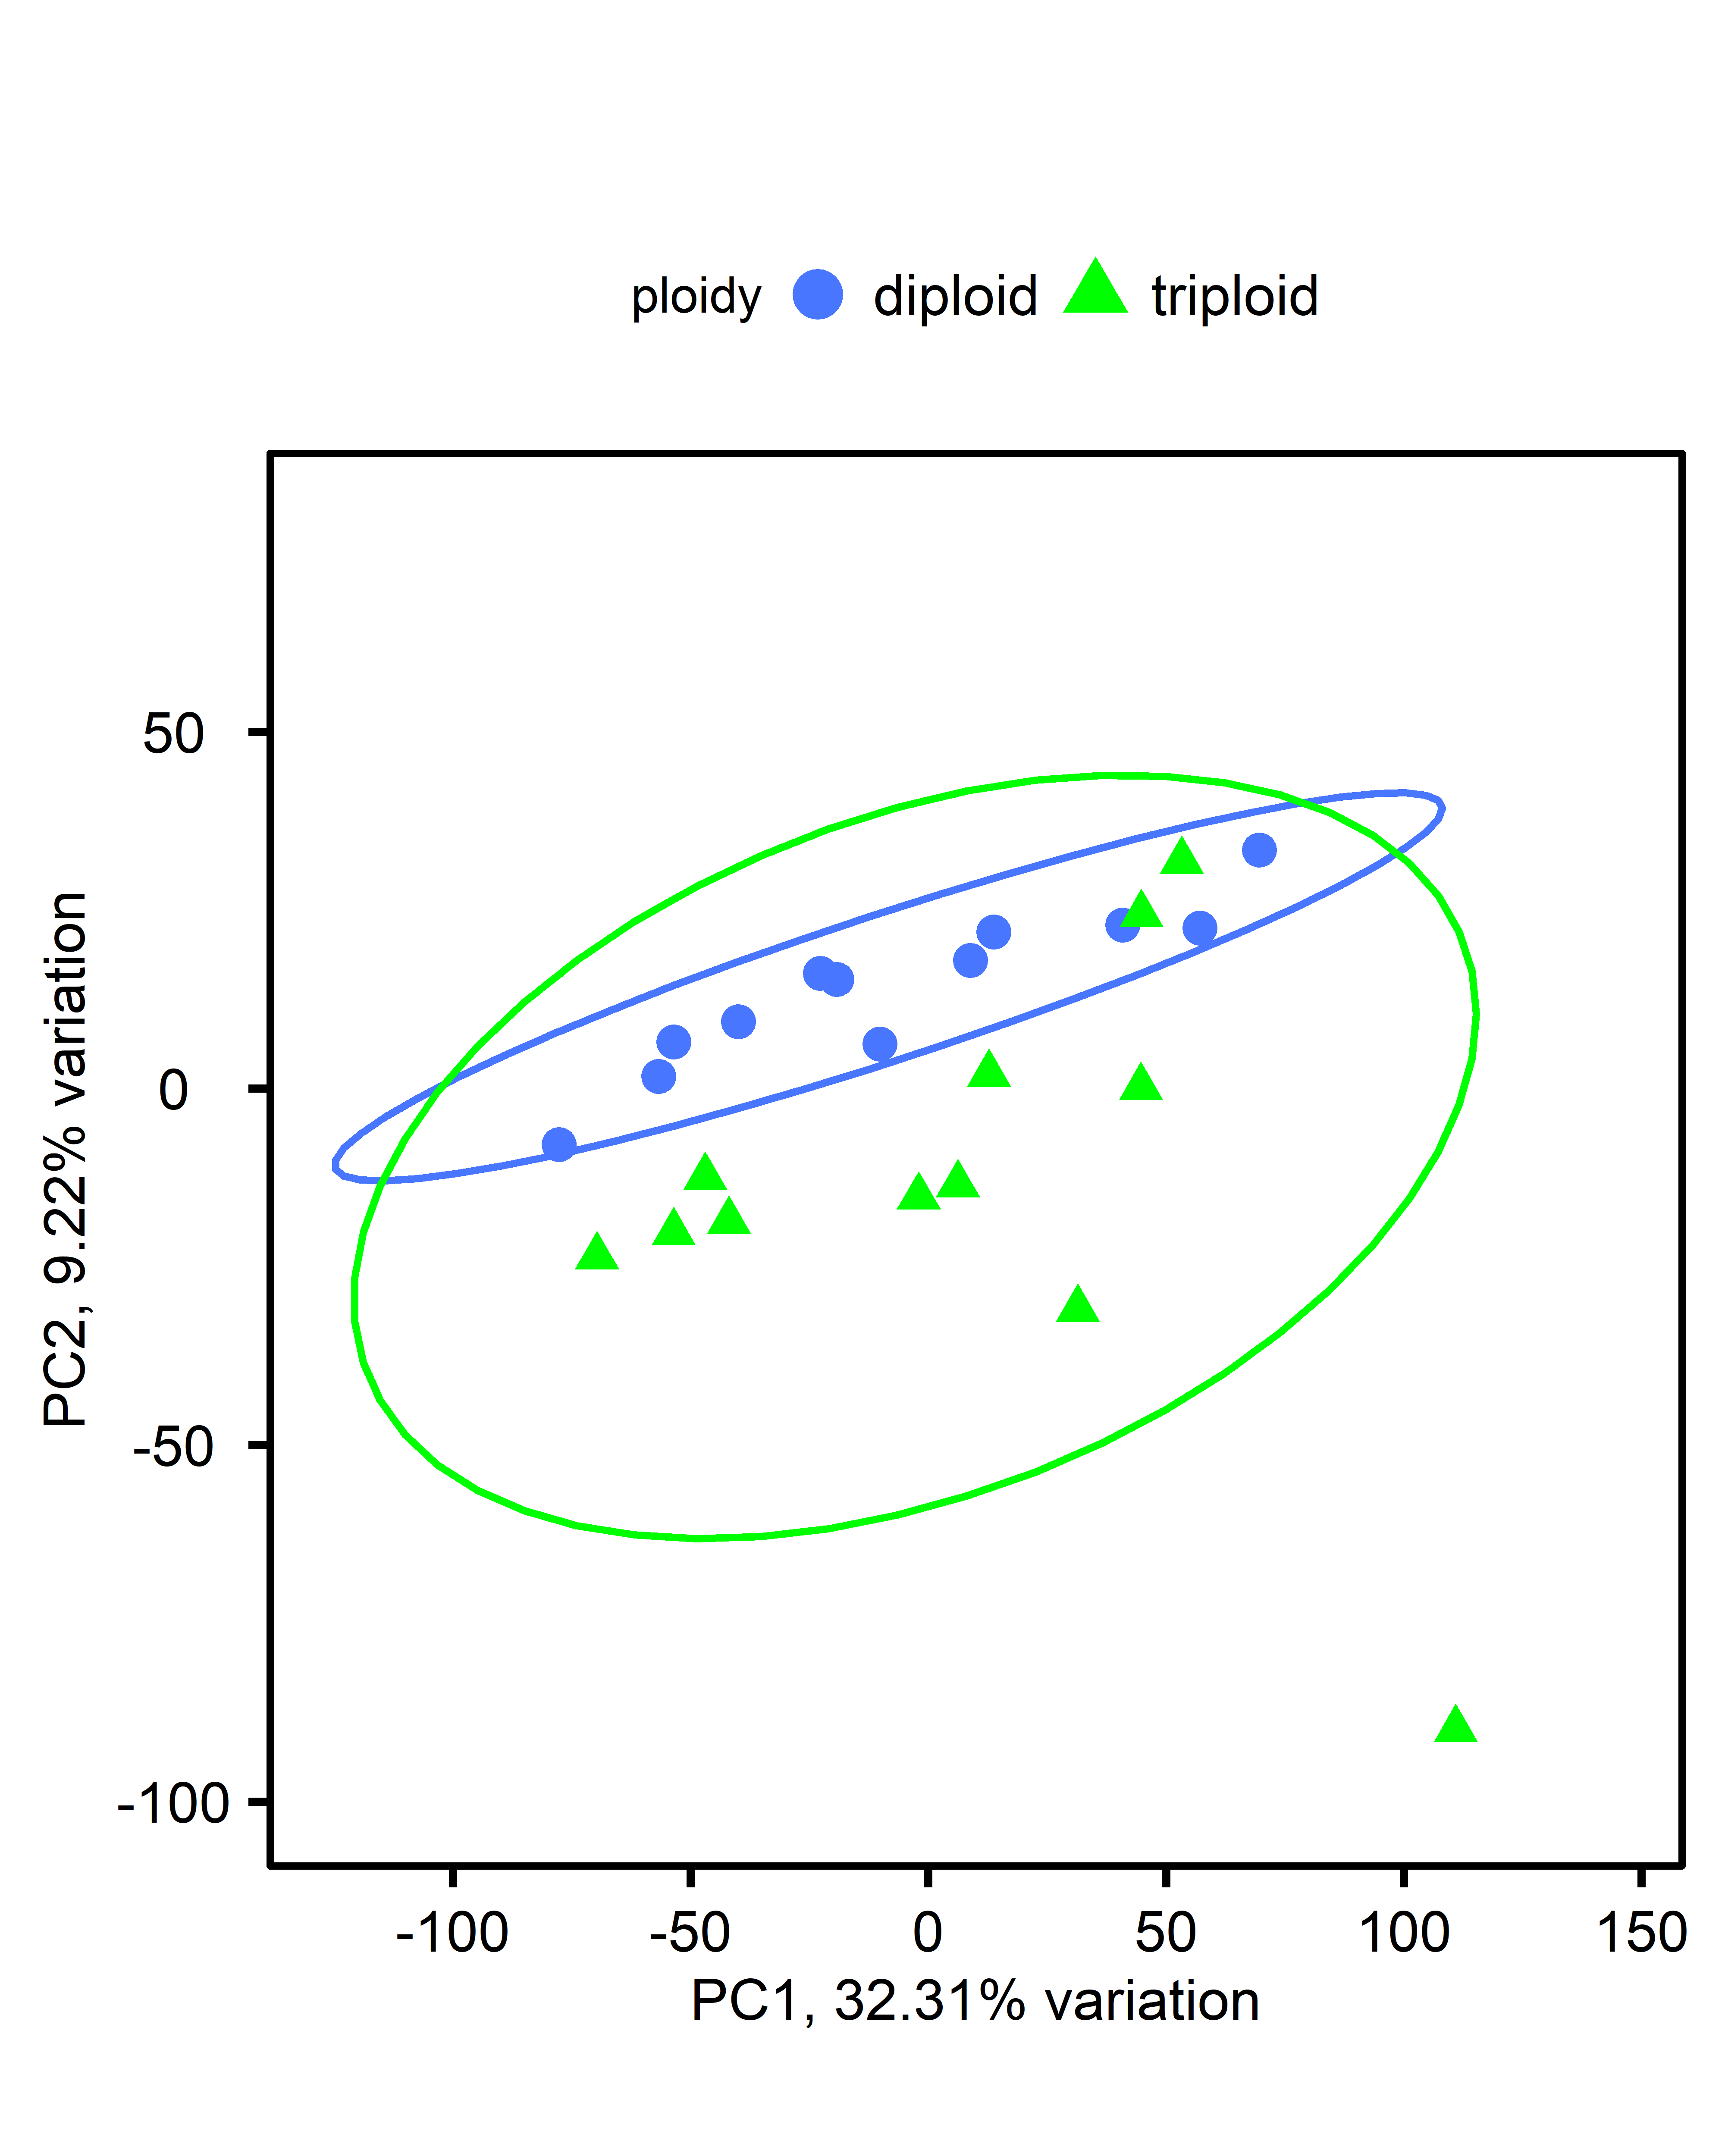 ploidy diploid triploid
50
0
-50
-100
PC2, 9.22% variation
-100 -50 0 50 100 150
PC1, 32.31% variation